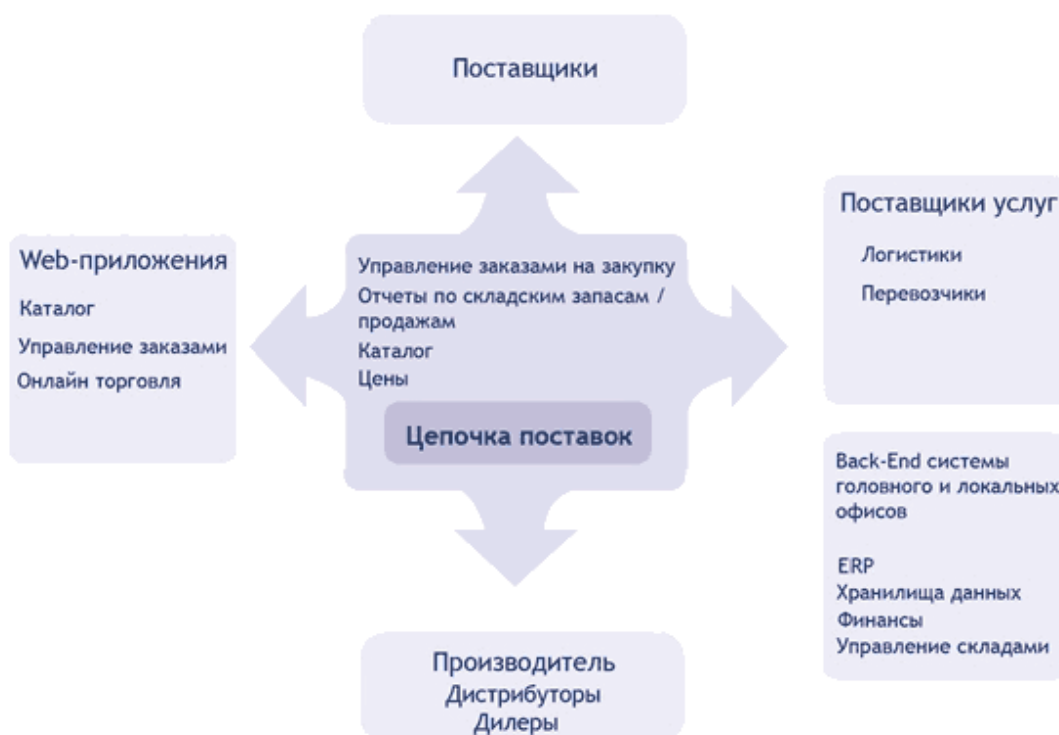 Поставщики
Web-приложения
Каталог
Управление заказами
Онлайн торговля
Управление заказами на закупку
Отчеты по складским запасам /
продажам
Каталог
Цены
Цепочка поставок
Поставщики услуг
Логистики
Перевозчики
Back-End системы
головного и локальных
офисов
ERP
Хранилища данных
Финансы
Управление складами
Производитель
Дистрибуторы
Дилеры